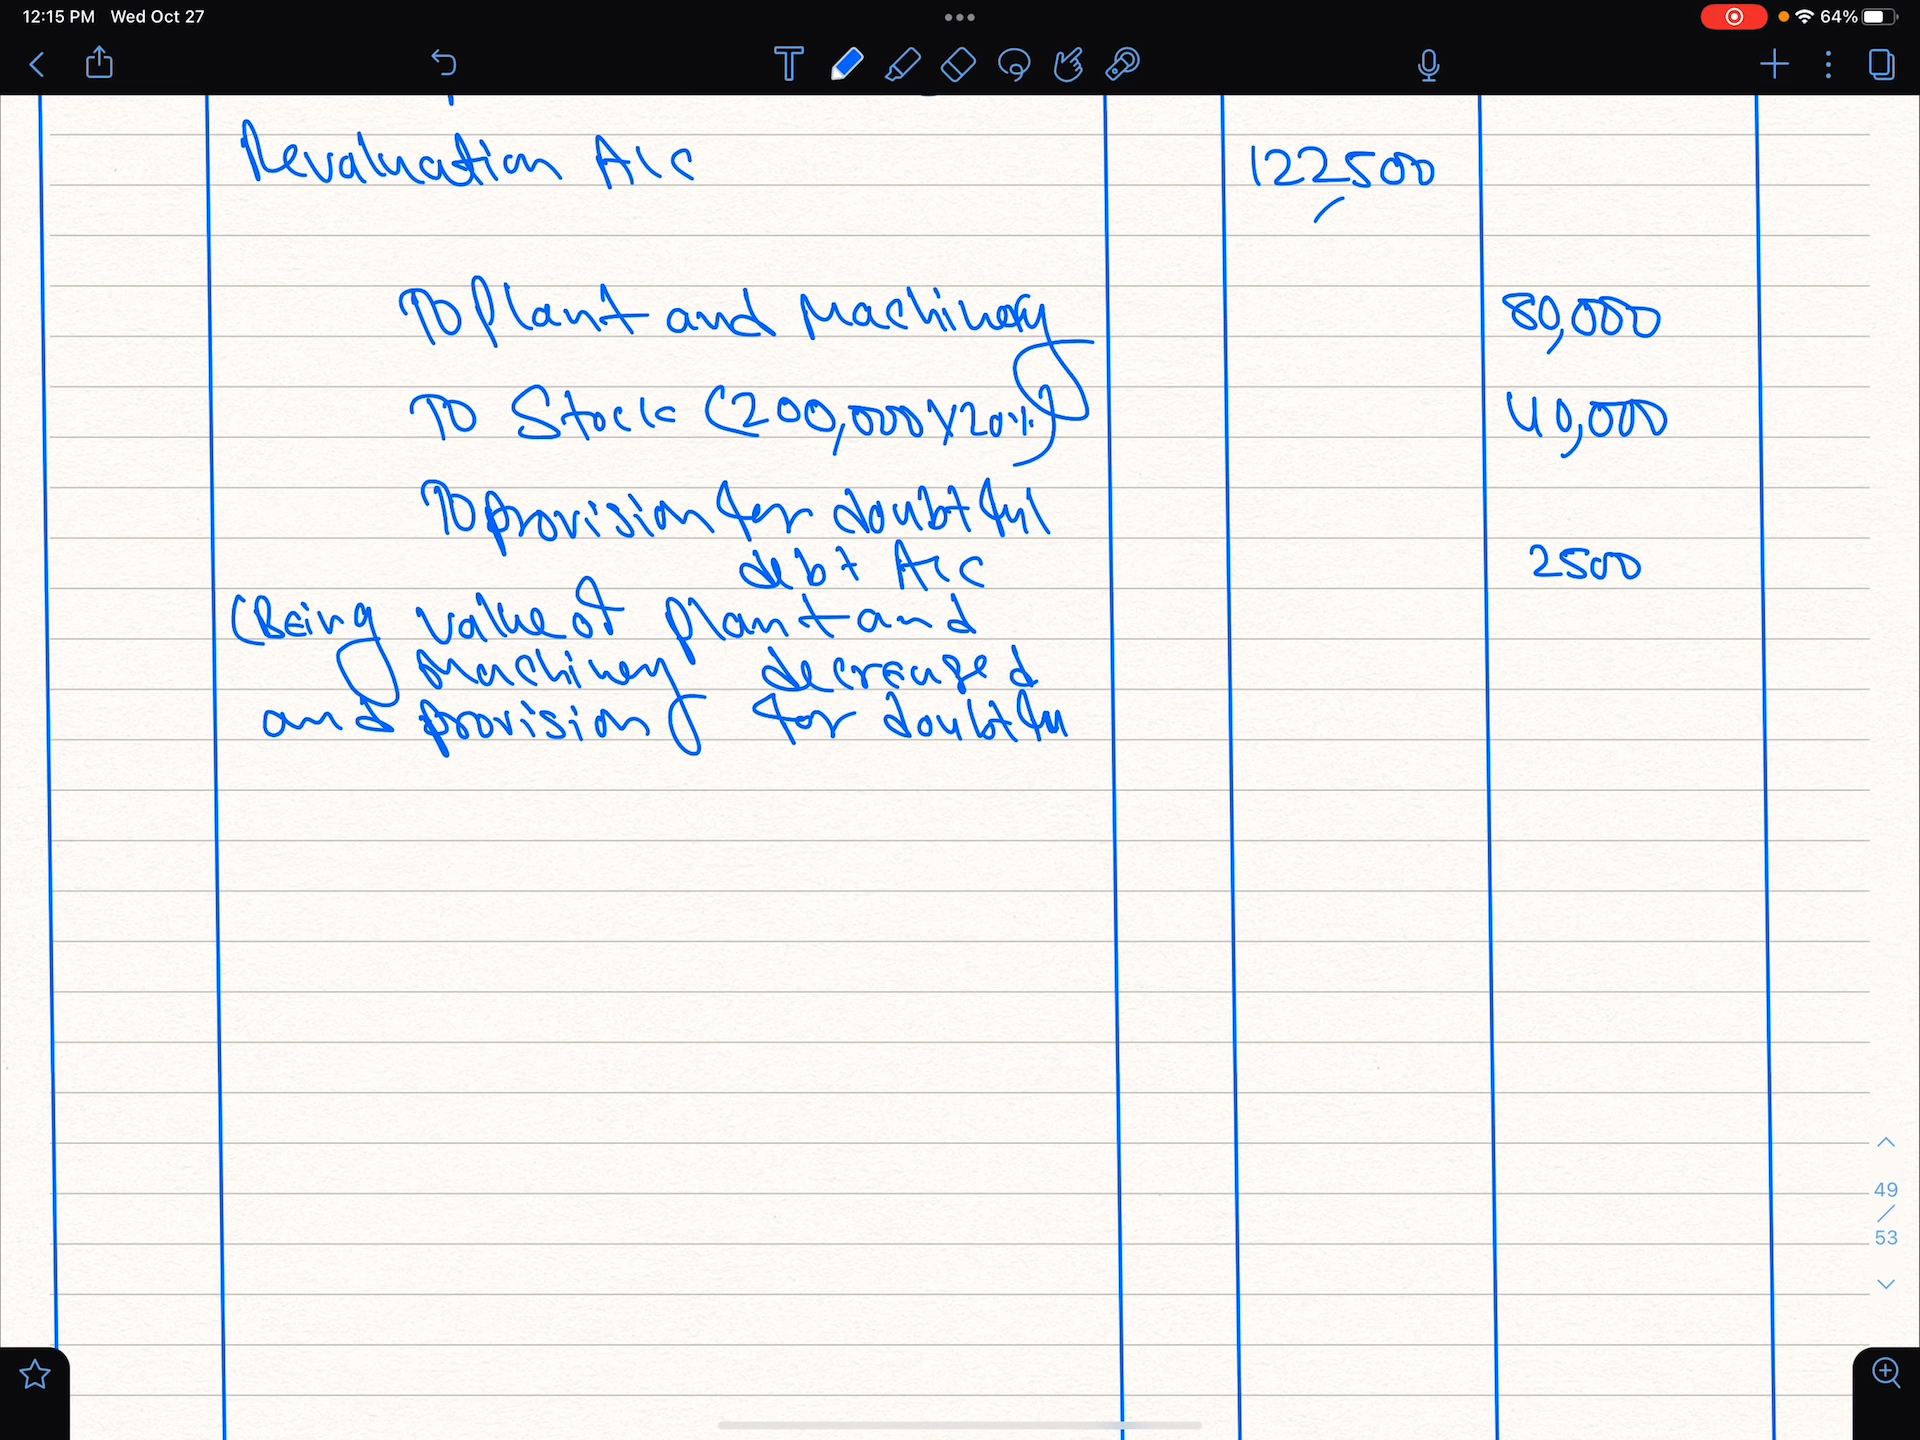 12:15 PM Wed Oct 27
64%
Revaluation A/c 122500
To Plant and Machinery 80,000
To Stock (200,000 X 20%) 40,000
To provision for doubtful
debt A/c 2500
(Being value of plant and
Machinery decreased
and provision for doubtful
49
/
53